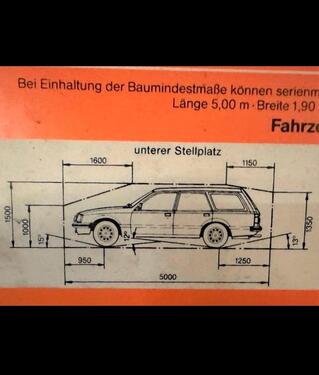 Bei Einhaltung der Baumindestmaße können serienm
Länge 5,00 m · Breite 1,90
Fahrze
unterer Stellplatz
1600
1150
1500
1000
1350
15°
12°
13°
950
1250
5000